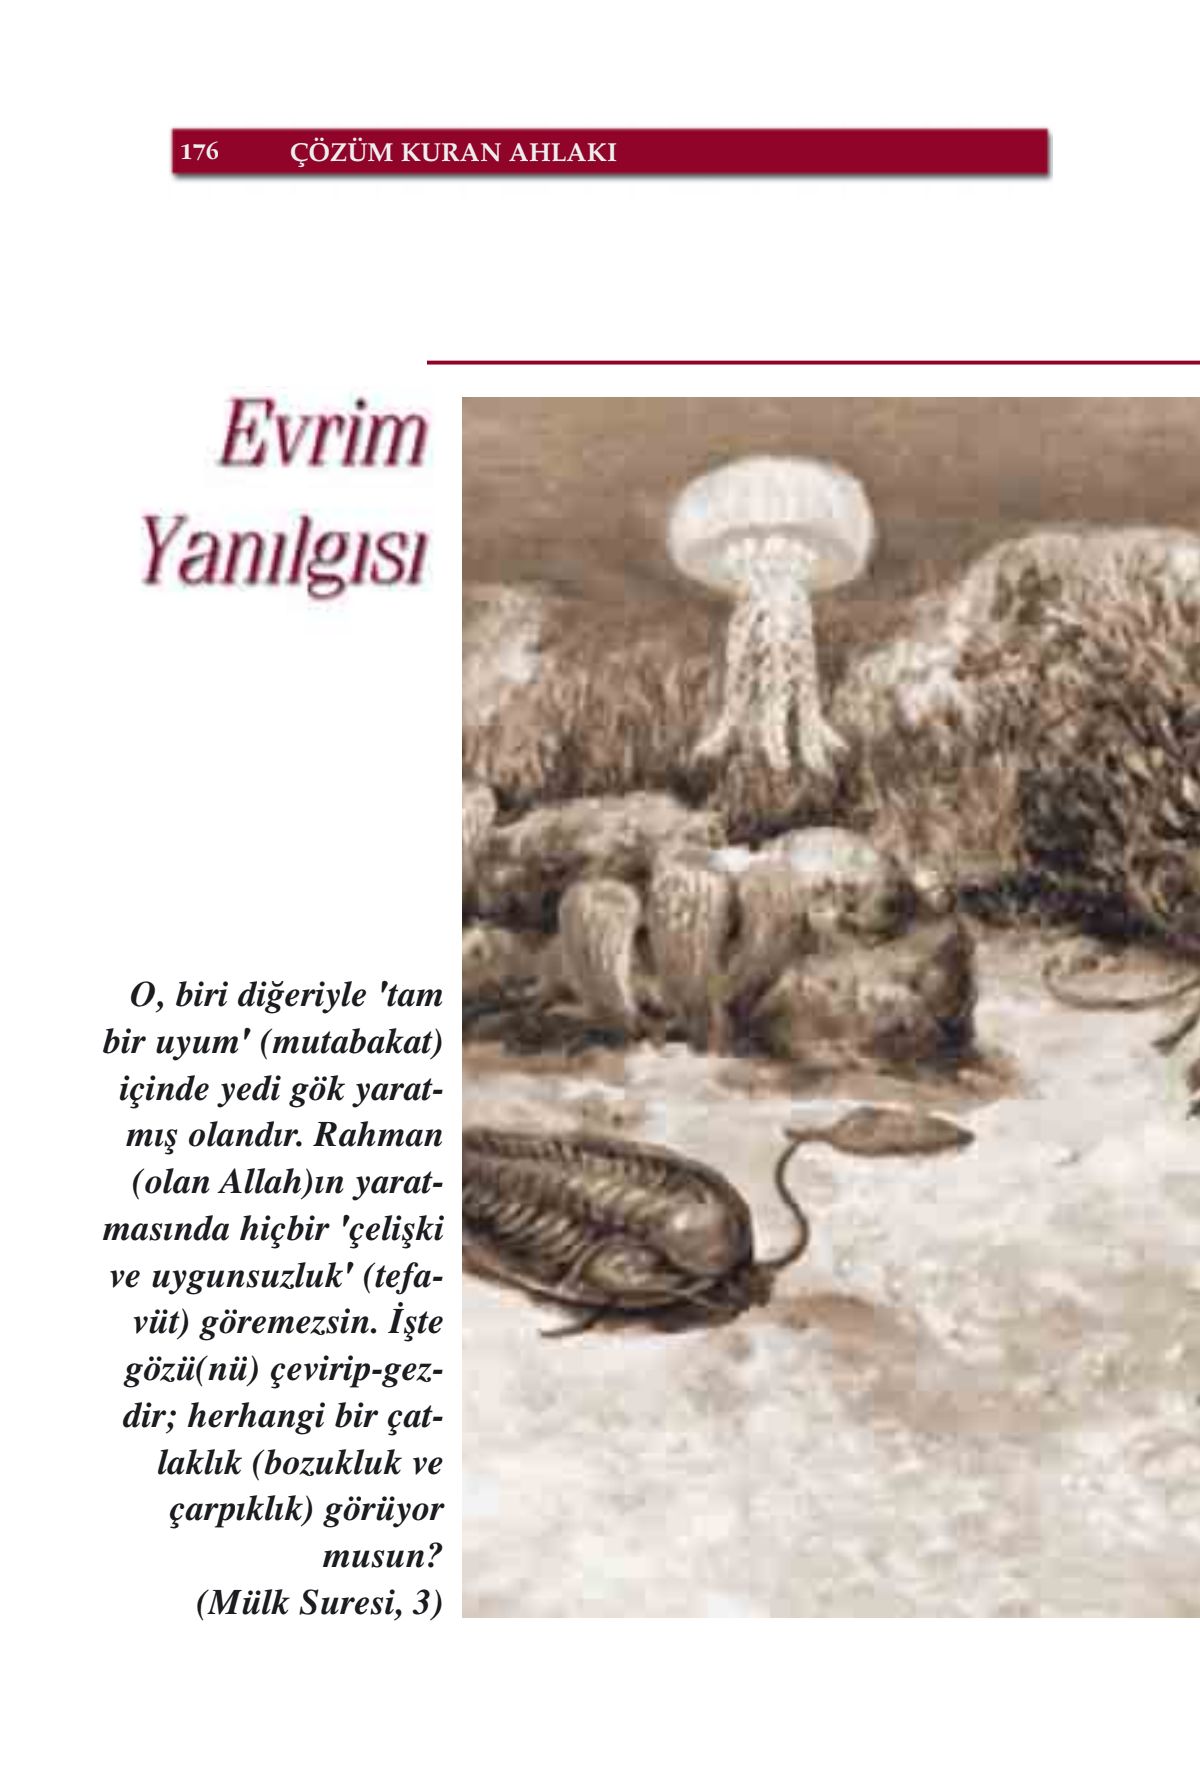 176 ÇÖZÜM KURAN AHLAKI
Evrim
Yanılgısı
O, biri diğeriyle 'tam
bir uyum' (mutabakat)
içinde yedi gök yarat-
mış olandır. Rahman
(olan Allah)ın yarat-
masında hiçbir 'çelişki
ve uygunsuzluk' (tefa-
vüt) göremezsin. İşte
gözü(nü) çevirip-gez-
dir; herhangi bir çat-
laklık (bozukluk ve
çarpıklık) görüyor
musun?
(Mülk Suresi, 3)